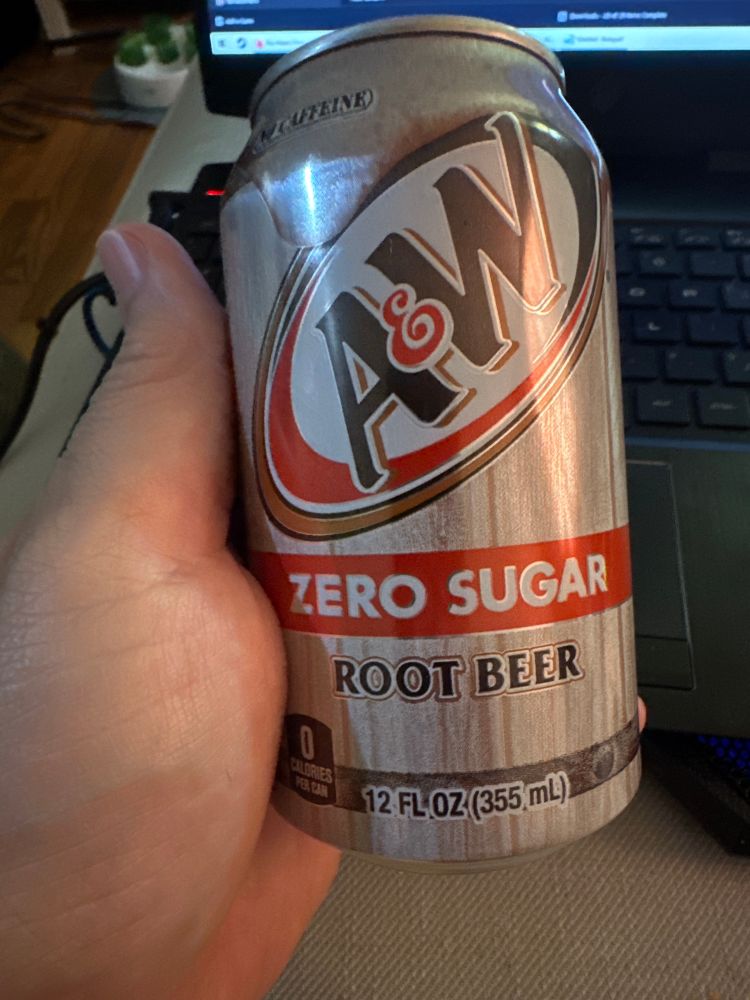 CAFFEINE)
A&W
ZERO SUGAR
ROOT BEER
0
CALORIES
PER CAN
12 FL OZ (355 mL)